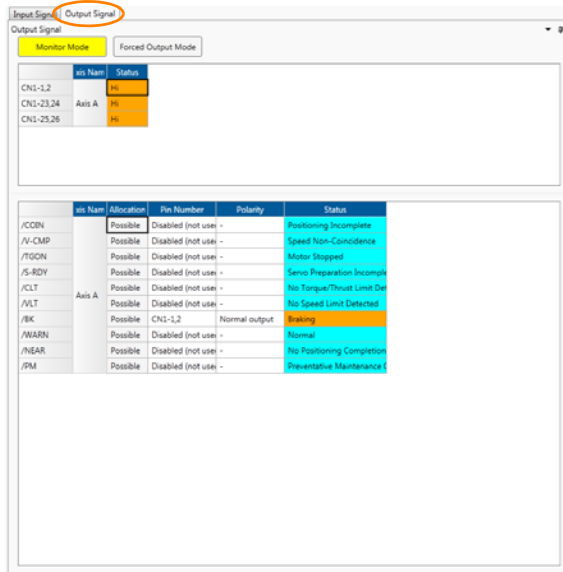 Input Signal Output Signal
Output Signal
Monitor Mode Forced Output Mode
xis Nam Status
CN1-1,2 Hi
CN1-23,24 Axis A Hi
CN1-25,26 Hi
xis Nam Allocation Pin Number Polarity Status
/COIN Possible Disabled (not use - Positioning Incomplete
/V-CMP Possible Disabled (not use - Speed Non-Coincidence
/TGON Possible Disabled (not use - Motor Stopped
/S-RDY Possible Disabled (not use - Servo Preparation Incomple
/CLT Possible Disabled (not use - No Torque/Thrust Limit Det
Axis A
/VLT Possible Disabled (not use - No Speed Limit Detected
/BK Possible CN1-1,2 Normal output Braking
/WARN Possible Disabled (not use - Normal
/NEAR Possible Disabled (not use - No Positioning Completion
/PM Possible Disabled (not use - Preventative Maintenance C